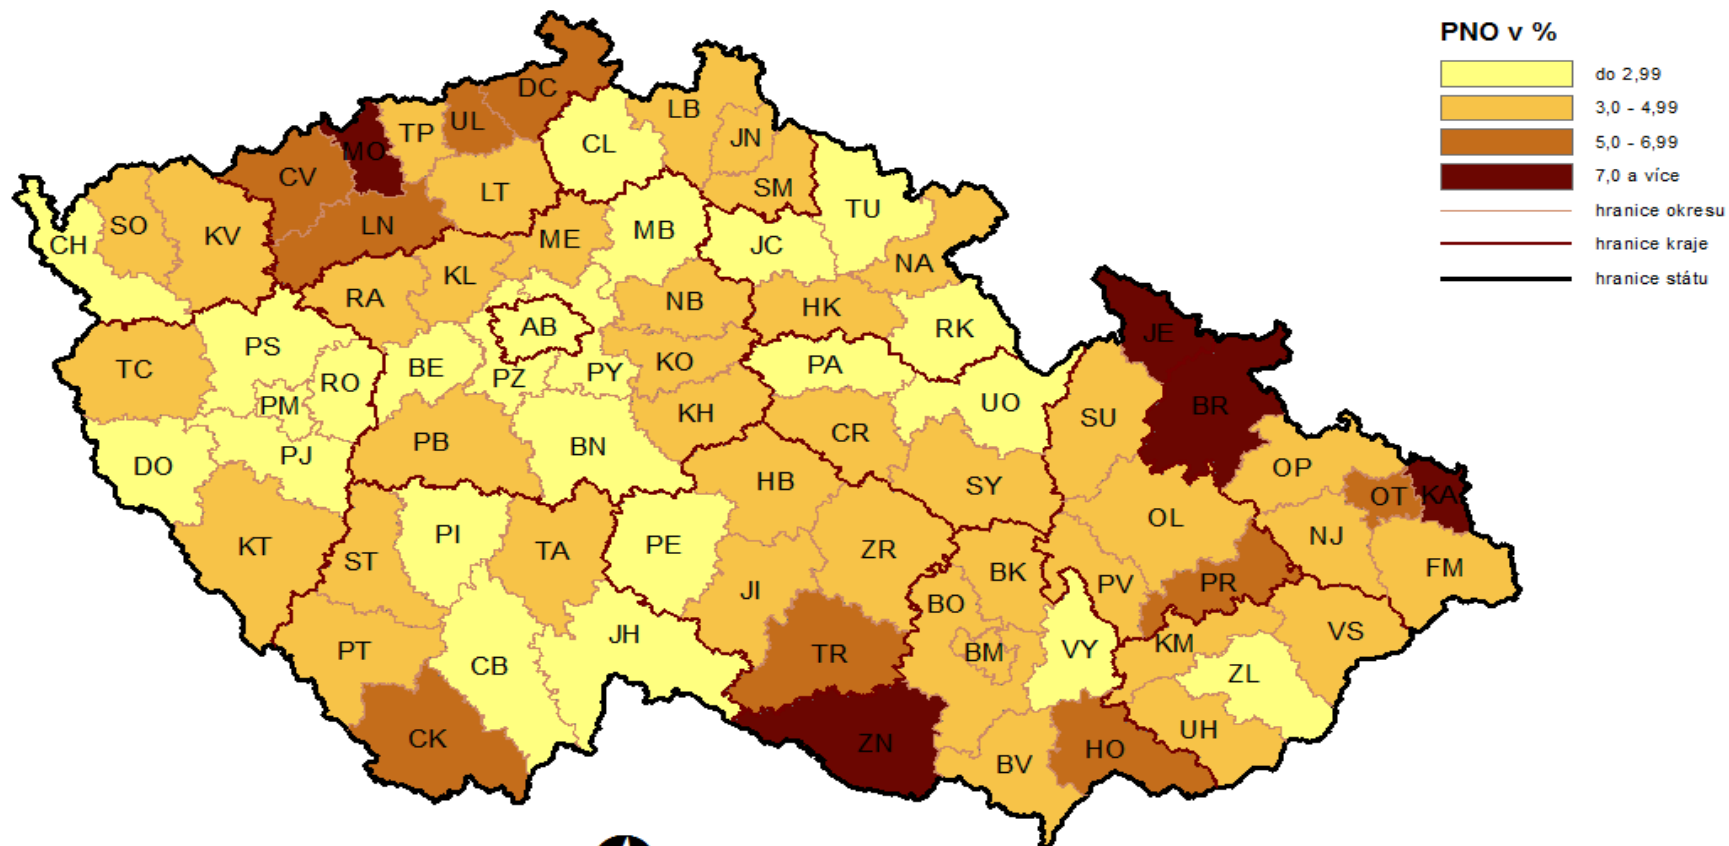 PNO v %
do 2,99
3,0 - 4,99
5,0 - 6,99
7,0 a více
hranice okresu
hranice kraje
hranice státu
DC
UL
LB
TP
JN
CL
MO
CV
LT
SM
TU
SO
LN
KV
ME
MB
JC
CH
NA
KL
RA
NB
HK
AB
RK
JE
PS
TC
BE
PZ
PY
KO
PA
RO
PM
UO
BR
KH
SU
PB
CR
BN
PJ
DO
OP
HB
SY
OT
KA
OL
PI
NJ
KT
TA
PE
ZR
ST
BK
FM
JI
BO
PV
PR
JH
VS
PT
TR
BM
VY
KM
CB
ZL
CK
ZN
HO
UH
BV